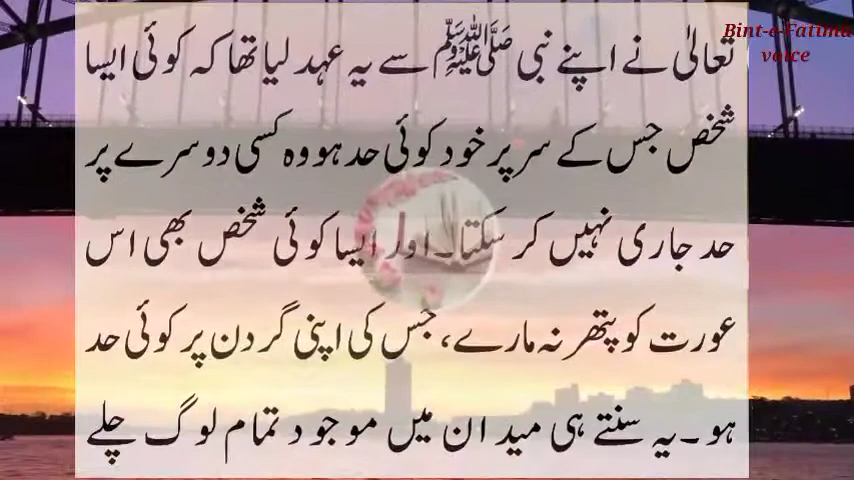 Bint-e-Fatima
voice
تعالیٰ نے اپنے نبی ﷺ سے یہ عہد لیا تھا کہ کوئی ایسا
شخص جس کے سر پر خود کوئی حد ہو وہ کسی دوسرے پر
حد جاری نہیں کر سکتا۔ اور ایسا کوئی شخص بھی اس
عورت کو پتھر نہ مارے، جس کی اپنی گردن پر کوئی حد
ہو۔ یہ سنتے ہی میدان میں موجود تمام لوگ چلے